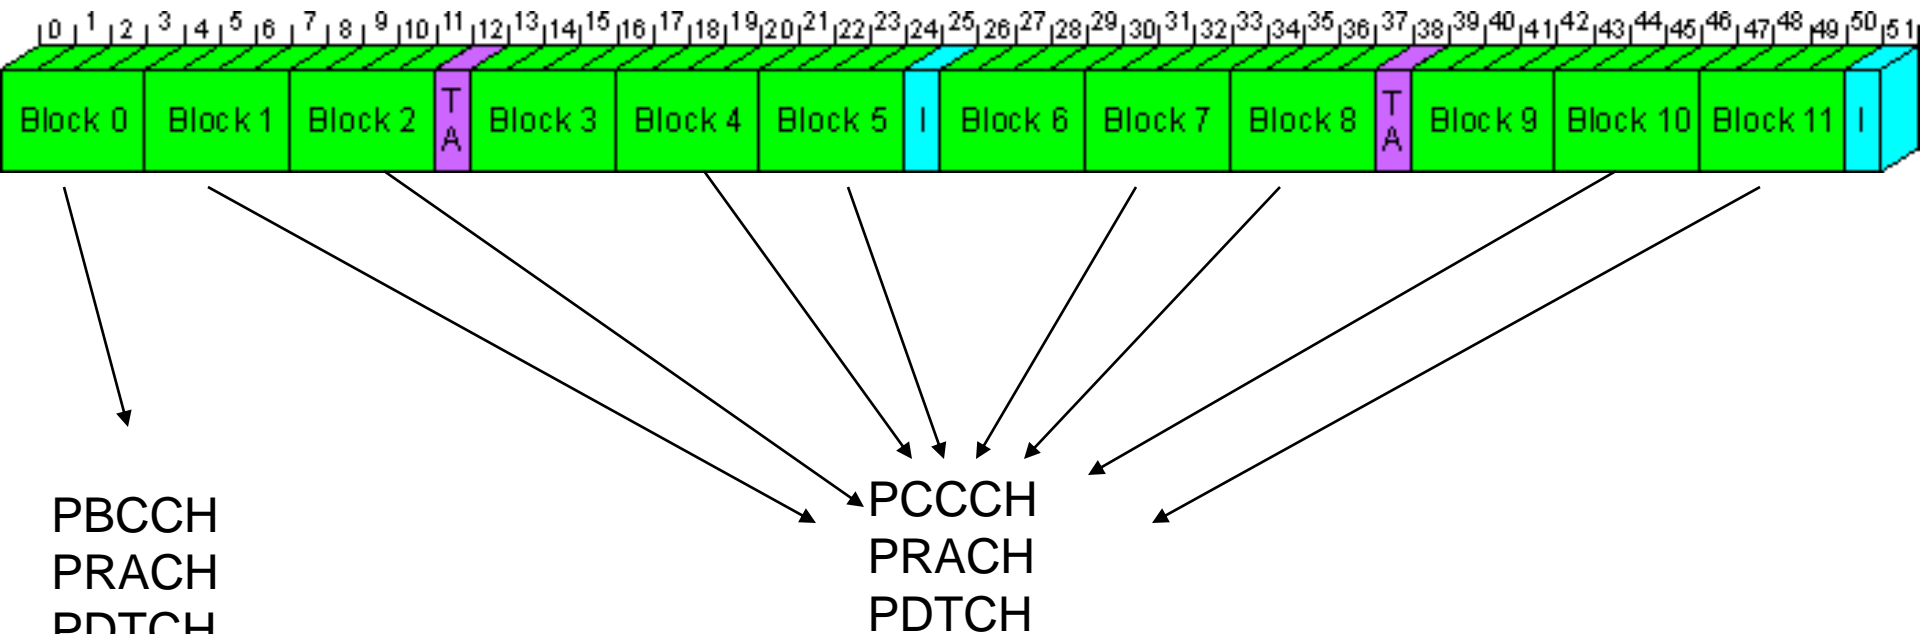 0 1 2 3 4 5 6 7 8 9 10 11 12 13 14 15 16 17 18 19 20 21 22 23 24 25 26 27 28 29 30 31 32 33 34 35 36 37 38 39 40 41 42 43 44 45 46 47 48 49 50 51
Block 0 Block 1 Block 2 TA Block 3 Block 4 Block 5 I Block 6 Block 7 Block 8 TA Block 9 Block 10 Block 11 I
PCCCH
PBCCH
PRACH
PRACH
PDTCH
PDTCH